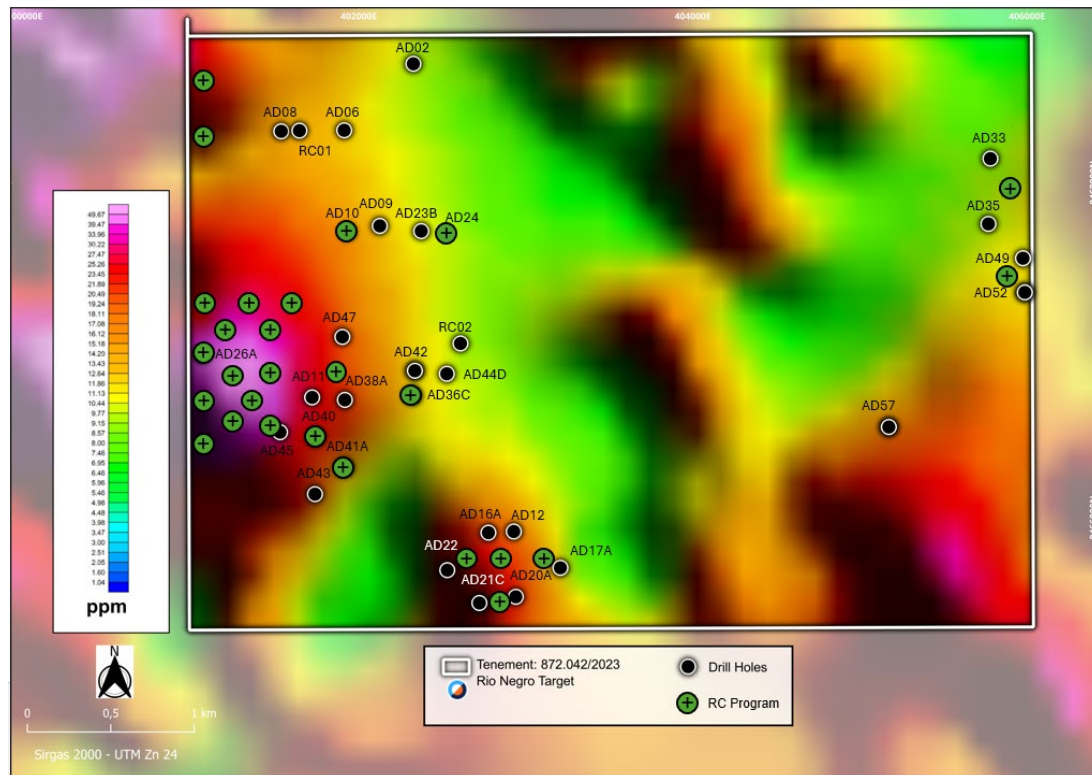 00000E
402000E
404000E
406000E
AD02
AD08
AD06
RC01
AD33
AD09
AD10
AD23B
AD24
AD35
AD49
AD52
AD47
RC02
AD26A
AD42
AD44D
AD11
AD38A
AD36C
AD40
AD45
AD41A
AD57
AD43
AD16A
AD12
AD22
AD17A
AD21C
AD20A
49.67
39.47
33.96
30.22
27.47
25.26
23.45
21.89
20.49
19.24
18.11
17.08
16.12
15.18
14.29
13.43
12.64
11.13
10.44
9.77
9.15
8.57
8.00
7.46
6.95
6.46
5.96
5.46
4.98
4.48
3.98
3.47
3.00
2.51
2.05
1.60
1.04
ppm
N
0
0,5
1 km
Sirgas 2000 - UTM Zn 24
Tenement: 872.042/2023
Rio Negro Target
Drill Holes
RC Program